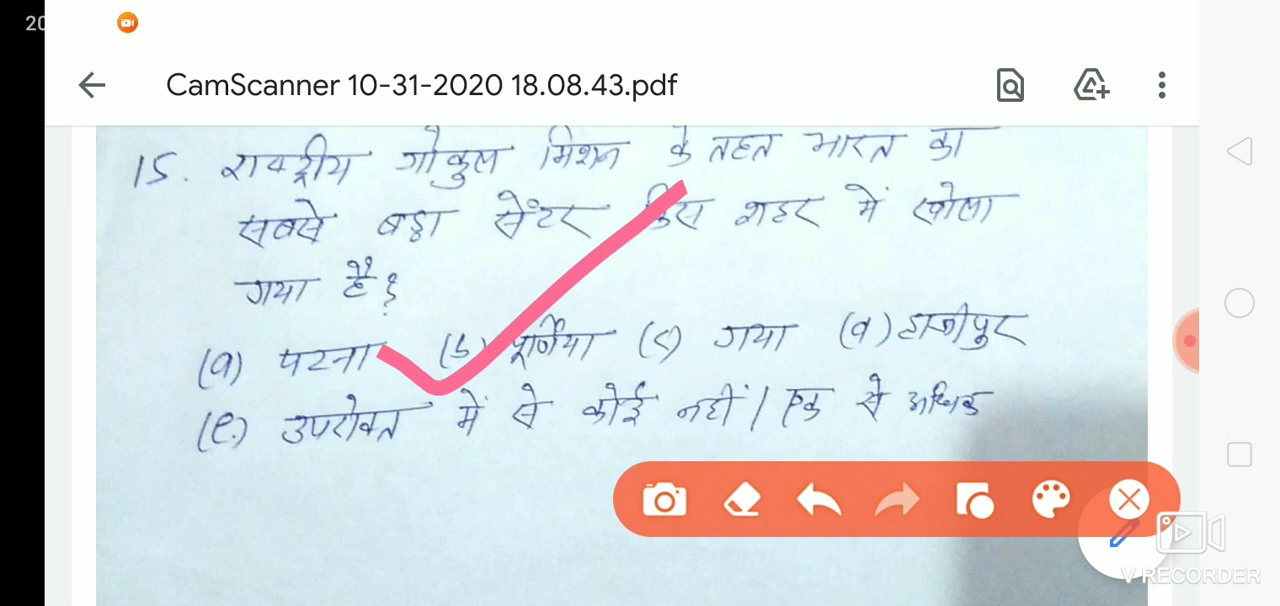 20
CamScanner 10-31-2020 18.08.43.pdf
15. राष्ट्रीय गोकुल मिशन के तहत भारत का
सबसे बड़ा सेंटर किस शहर में खोला
गया है?
(a) पटना (b) पूर्णिया (c) गया (d) हाजीपुर
(e.) उपरोक्त में से कोई नहीं / एक से अधिक
V RECORDER